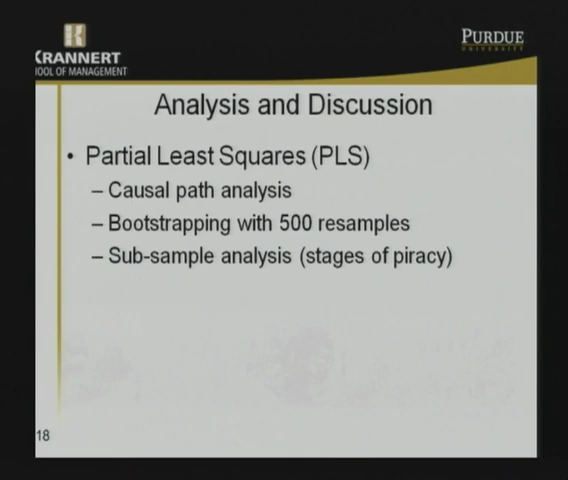 KRANNERT
OOL OF MANAGEMENT
PURDUE
UNIVERSITY
Analysis and Discussion
• Partial Least Squares (PLS)
– Causal path analysis
– Bootstrapping with 500 resamples
– Sub-sample analysis (stages of piracy)
18